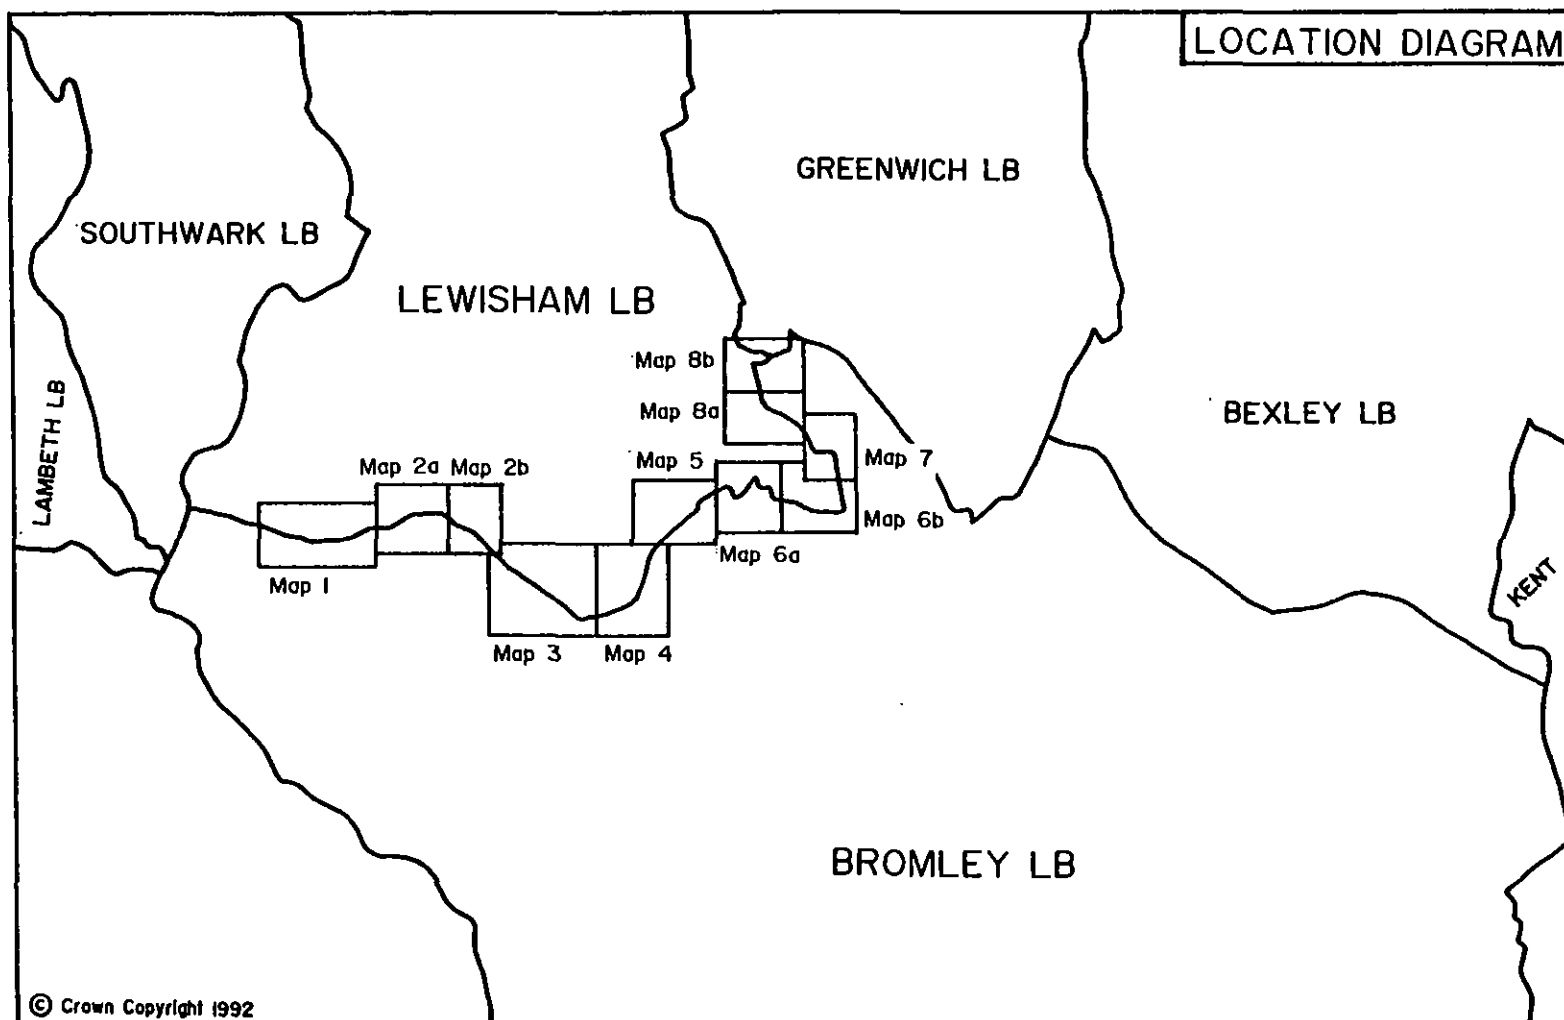 LOCATION DIAGRAM
GREENWICH LB
SOUTHWARK LB
LEWISHAM LB
Map 8b
Map 8a
BEXLEY LB
LAMBETH LB
Map 2a
Map 2b
Map 5
Map 7
Map 6b
Map 6a
Map 1
KENT
Map 3
Map 4
BROMLEY LB
© Crown Copyright 1992